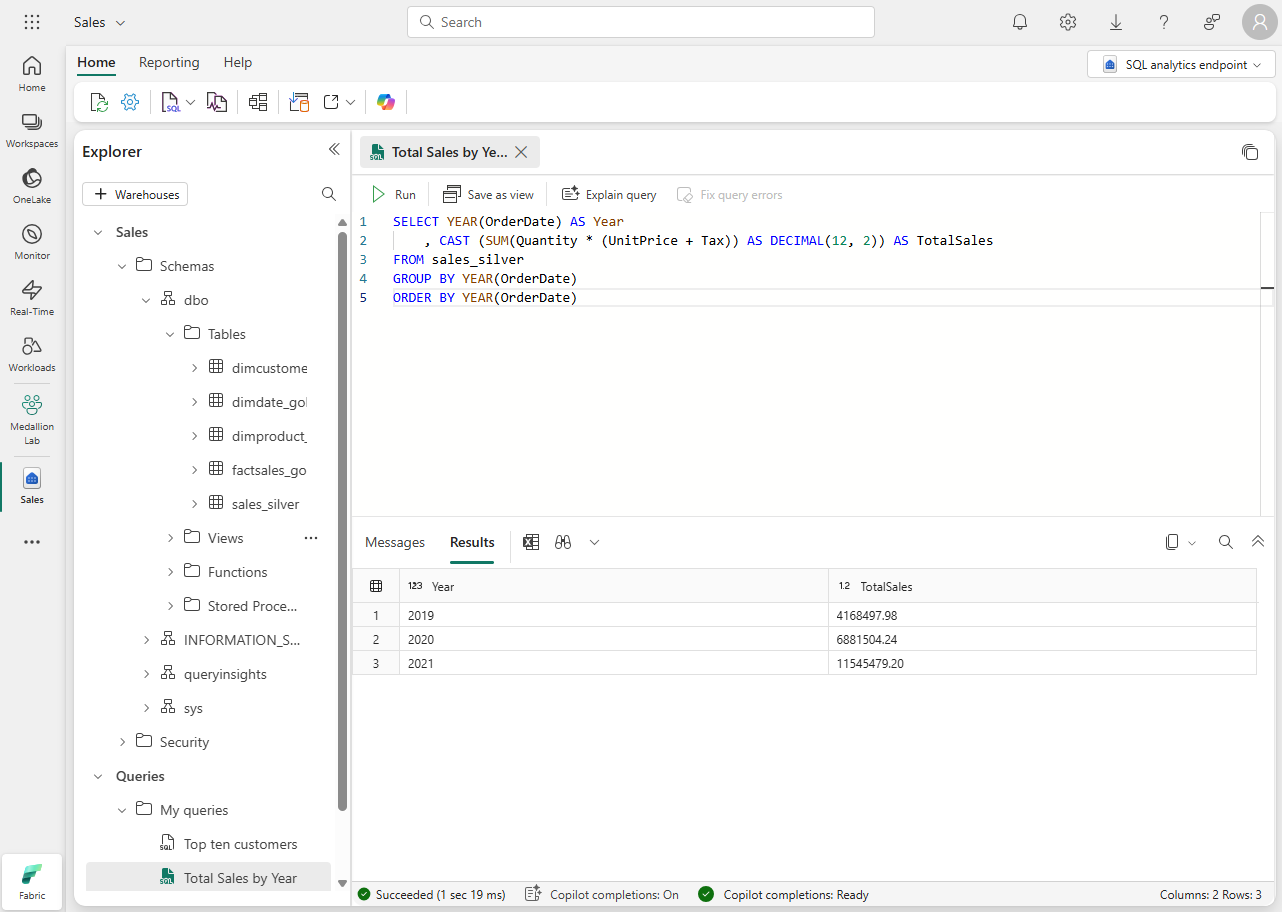 Sales
Search
Home
Reporting
Help
SQL analytics endpoint
Home
Workspaces
OneLake
Monitor
Real-Time
Workloads
Medallion
Lab
Sales
Fabric
SQL
Explorer
Warehouses
Sales
Schemas
dbo
Tables
dimcustome
dimdate_gol
dimproduct_
factsales_go
sales_silver
Views
Functions
Stored Proce...
INFORMATION_S...
queryinsights
sys
Security
Queries
My queries
SQL Top ten customers
SQL Total Sales by Year
SQL Total Sales by Ye...
Run
Save as view
Explain query
Fix query errors
1 SELECT YEAR(OrderDate) AS Year
2 , CAST (SUM(Quantity * (UnitPrice + Tax)) AS DECIMAL(12, 2)) AS TotalSales
3 FROM sales_silver
4 GROUP BY YEAR(OrderDate)
5 ORDER BY YEAR(OrderDate)
Messages
Results
123 Year 1.2 TotalSales
1 2019 4168497.98
2 2020 6881504.24
3 2021 11545479.20
Succeeded (1 sec 19 ms)
Copilot completions: On
Copilot completions: Ready
Columns: 2 Rows: 3